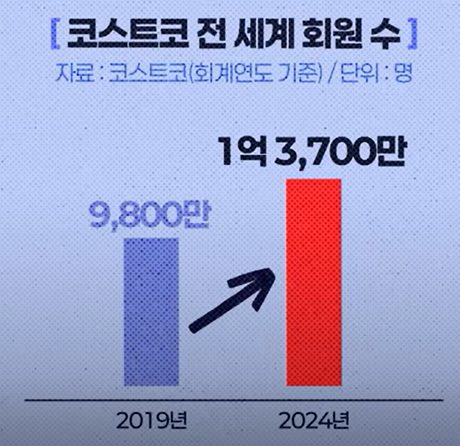 [ 코스트코 전 세계 회원 수 ]
자료 : 코스트코(회계연도 기준) / 단위 : 명
1억 3,700만
9,800만
2019년 2024년